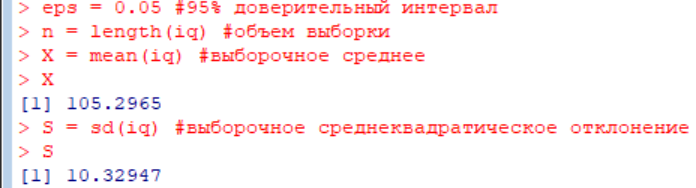 > eps = 0.05 #95% доверительный интервал
> n = length(iq) #объем выборки
> X = mean(iq) #выборочное среднее
> X
[1] 105.2965
> S = sd(iq) #выборочное среднеквадратическое отклонение
> S
[1] 10.32947